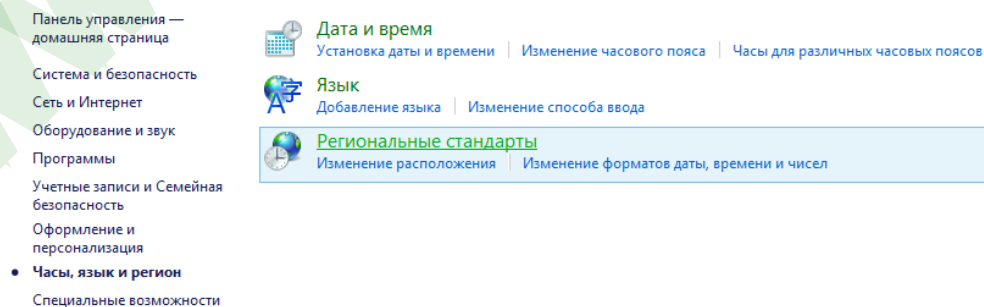 Панель управления —
домашняя страница
Система и безопасность
Сеть и Интернет
Оборудование и звук
Программы
Учетные записи и Семейная
безопасность
Оформление и
персонализация
Часы, язык и регион
Специальные возможности
Дата и время
Установка даты и времени Изменение часового пояса Часы для различных часовых поясов
Язык
Добавление языка Изменение способа ввода
Региональные стандарты
Изменение расположения Изменение форматов даты, времени и чисел